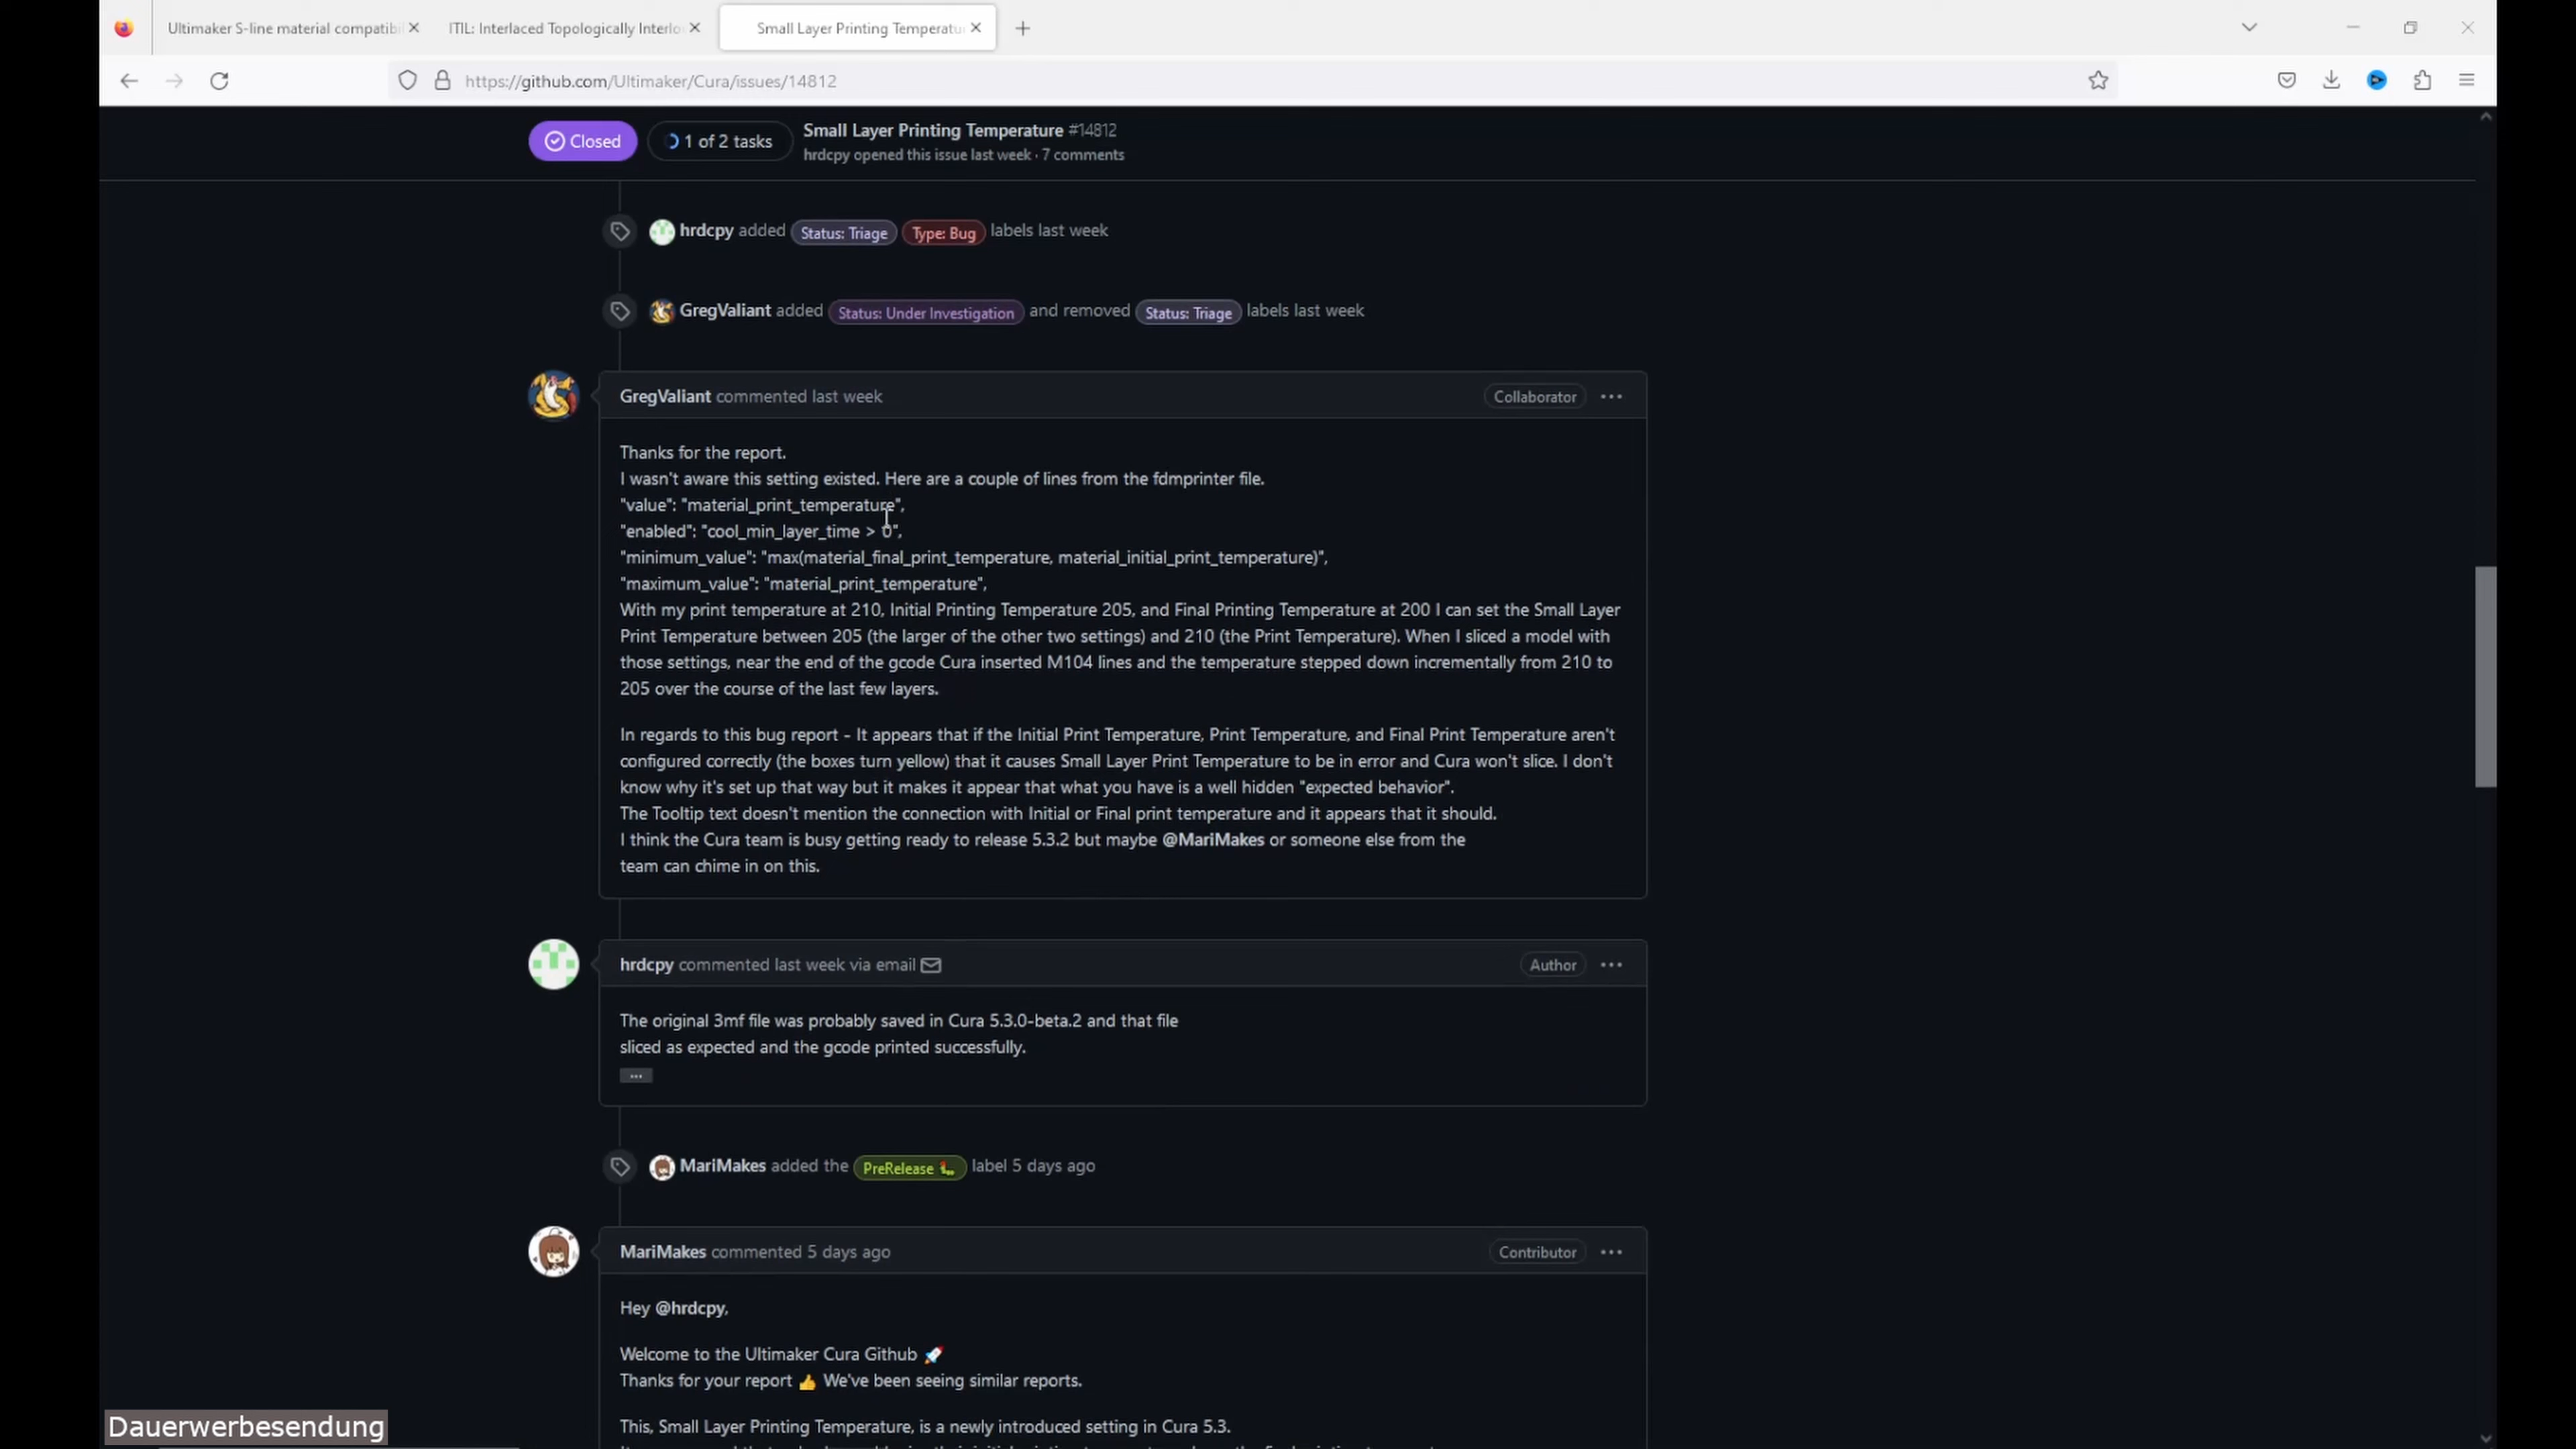 Ultimaker S-line material compatibi
ITIL: Interlaced Topologically Interlo
Small Layer Printing Temperatu
https://github.com/Ultimaker/Cura/issues/14812
Closed
1 of 2 tasks
Small Layer Printing Temperature #14812
hrdcpy opened this issue last week · 7 comments
hrdcpy added Status: Triage Type: Bug labels last week
GregValiant added Status: Under Investigation and removed Status: Triage labels last week
GregValiant commented last week
Collaborator
Thanks for the report.
I wasn't aware this setting existed. Here are a couple of lines from the fdmprinter file.
"value": "material_print_temperature",
"enabled": "cool_min_layer_time > 0",
"minimum_value": "max(material_final_print_temperature, material_initial_print_temperature)",
"maximum_value": "material_print_temperature",
With my print temperature at 210, Initial Printing Temperature 205, and Final Printing Temperature at 200 I can set the Small Layer
Print Temperature between 205 (the larger of the other two settings) and 210 (the Print Temperature). When I sliced a model with
those settings, near the end of the gcode Cura inserted M104 lines and the temperature stepped down incrementally from 210 to
205 over the course of the last few layers.
In regards to this bug report - It appears that if the Initial Print Temperature, Print Temperature, and Final Print Temperature aren't
configured correctly (the boxes turn yellow) that it causes Small Layer Print Temperature to be in error and Cura won't slice. I don't
know why it's set up that way but it makes it appear that what you have is a well hidden "expected behavior".
The Tooltip text doesn't mention the connection with Initial or Final print temperature and it appears that it should.
I think the Cura team is busy getting ready to release 5.3.2 but maybe @MariMakes or someone else from the
team can chime in on this.
hrdcpy commented last week via email
Author
The original 3mf file was probably saved in Cura 5.3.0-beta.2 and that file
sliced as expected and the gcode printed successfully.
MariMakes added the PreRelease label 5 days ago
MariMakes commented 5 days ago
Contributor
Hey @hrdcpy,
Welcome to the Ultimaker Cura Github 🚀
Thanks for your report 👍 We've been seeing similar reports.
This, Small Layer Printing Temperature, is a newly introduced setting in Cura 5.3.
Dauerwerbesendung